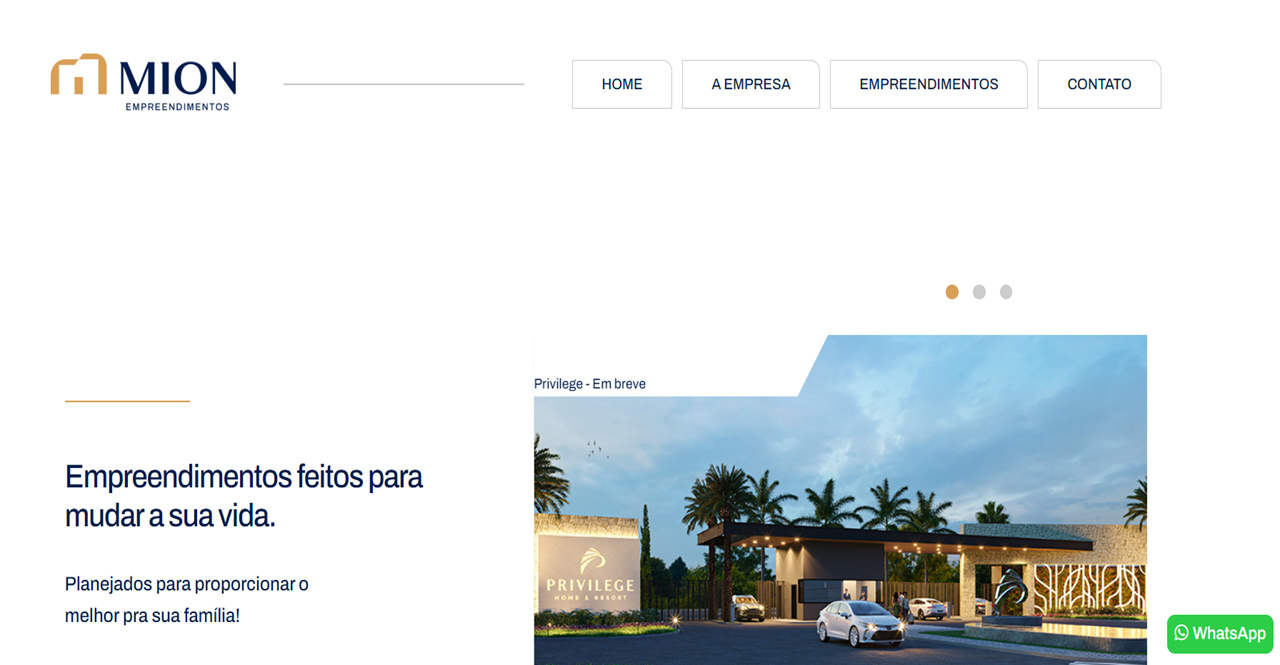 MION
EMPREENDIMENTOS
HOME
A EMPRESA
EMPREENDIMENTOS
CONTATO
Privilege - Em breve
Empreendimentos feitos para
mudar a sua vida.
Planejados para proporcionar o
melhor pra sua família!
PRIVILEGE
HOME & RESORT
WhatsApp